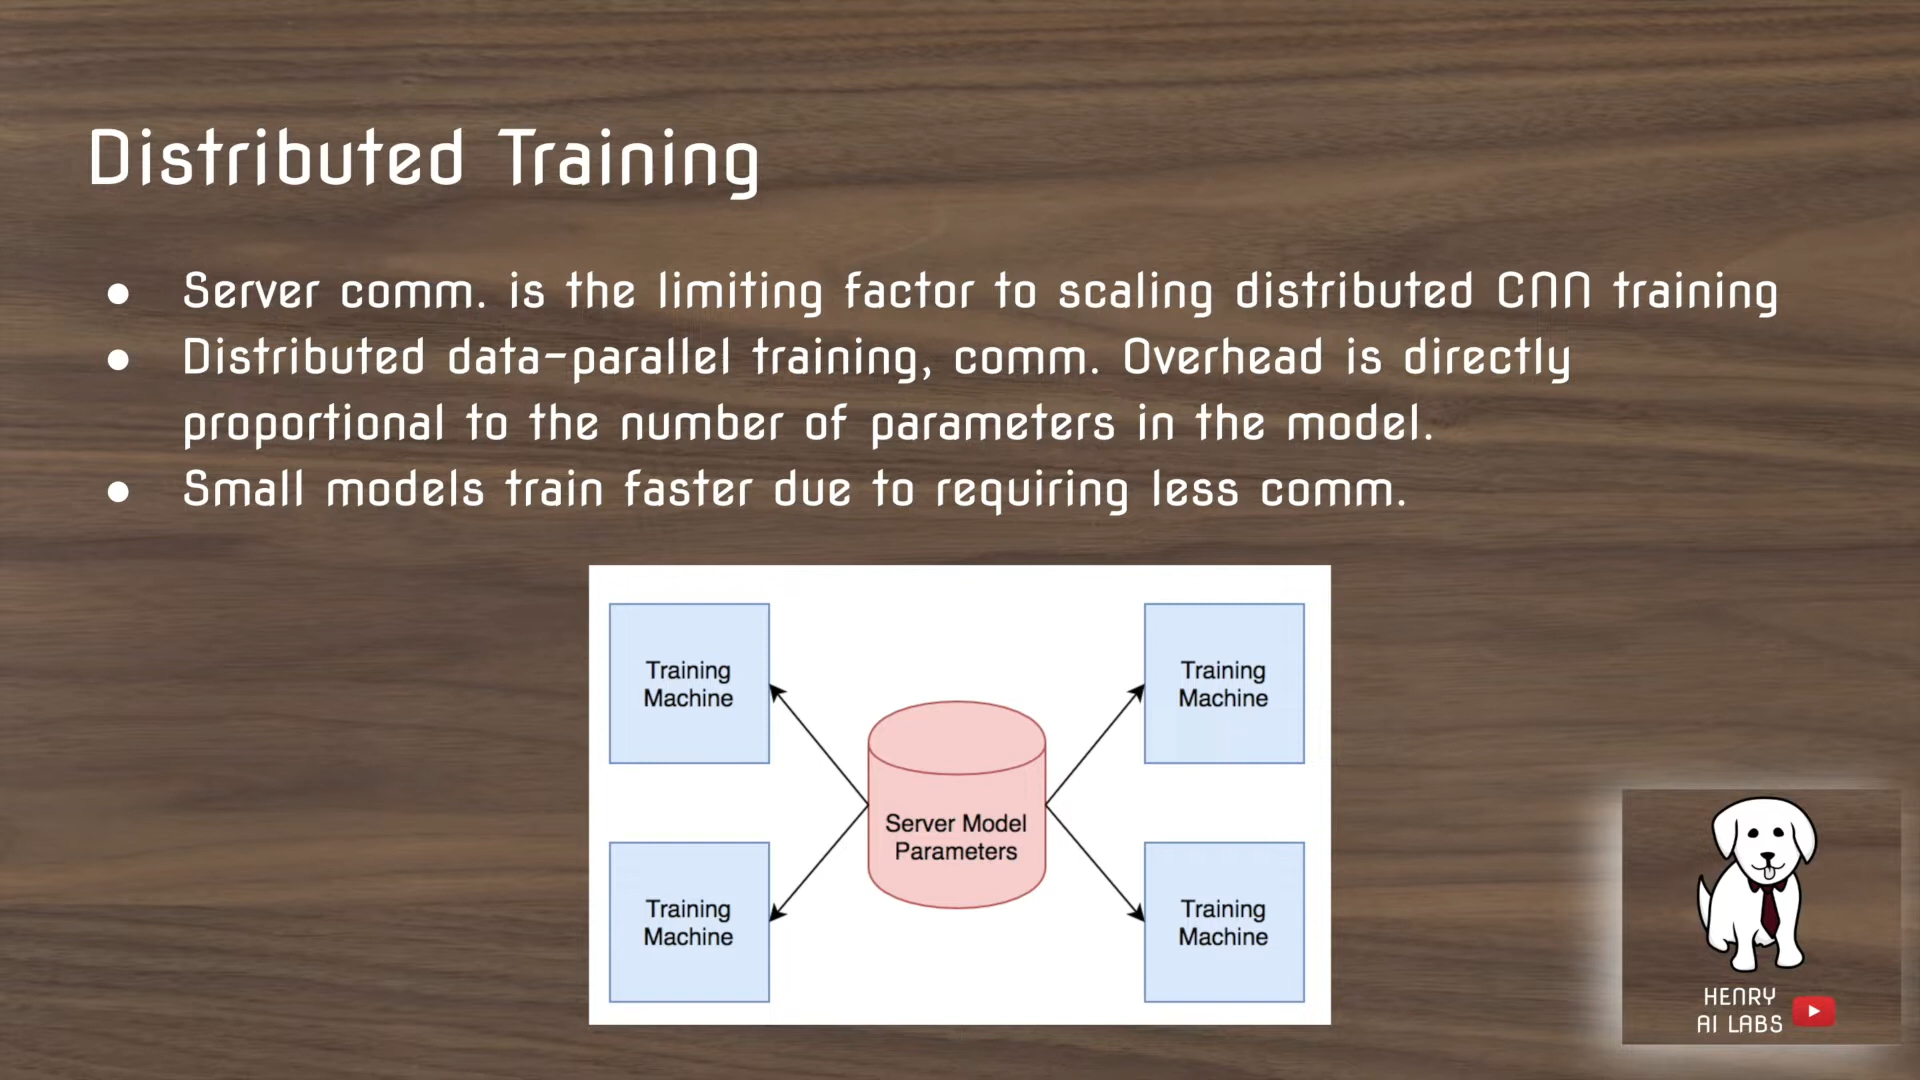 Distributed Training
● Server comm. is the limiting factor to scaling distributed CNN training
● Distributed data-parallel training, comm. Overhead is directly
proportional to the number of parameters in the model.
● Small models train faster due to requiring less comm.
Training
Machine
Training
Machine
Server Model
Parameters
Training
Machine
Training
Machine
HENRY
AI LABS